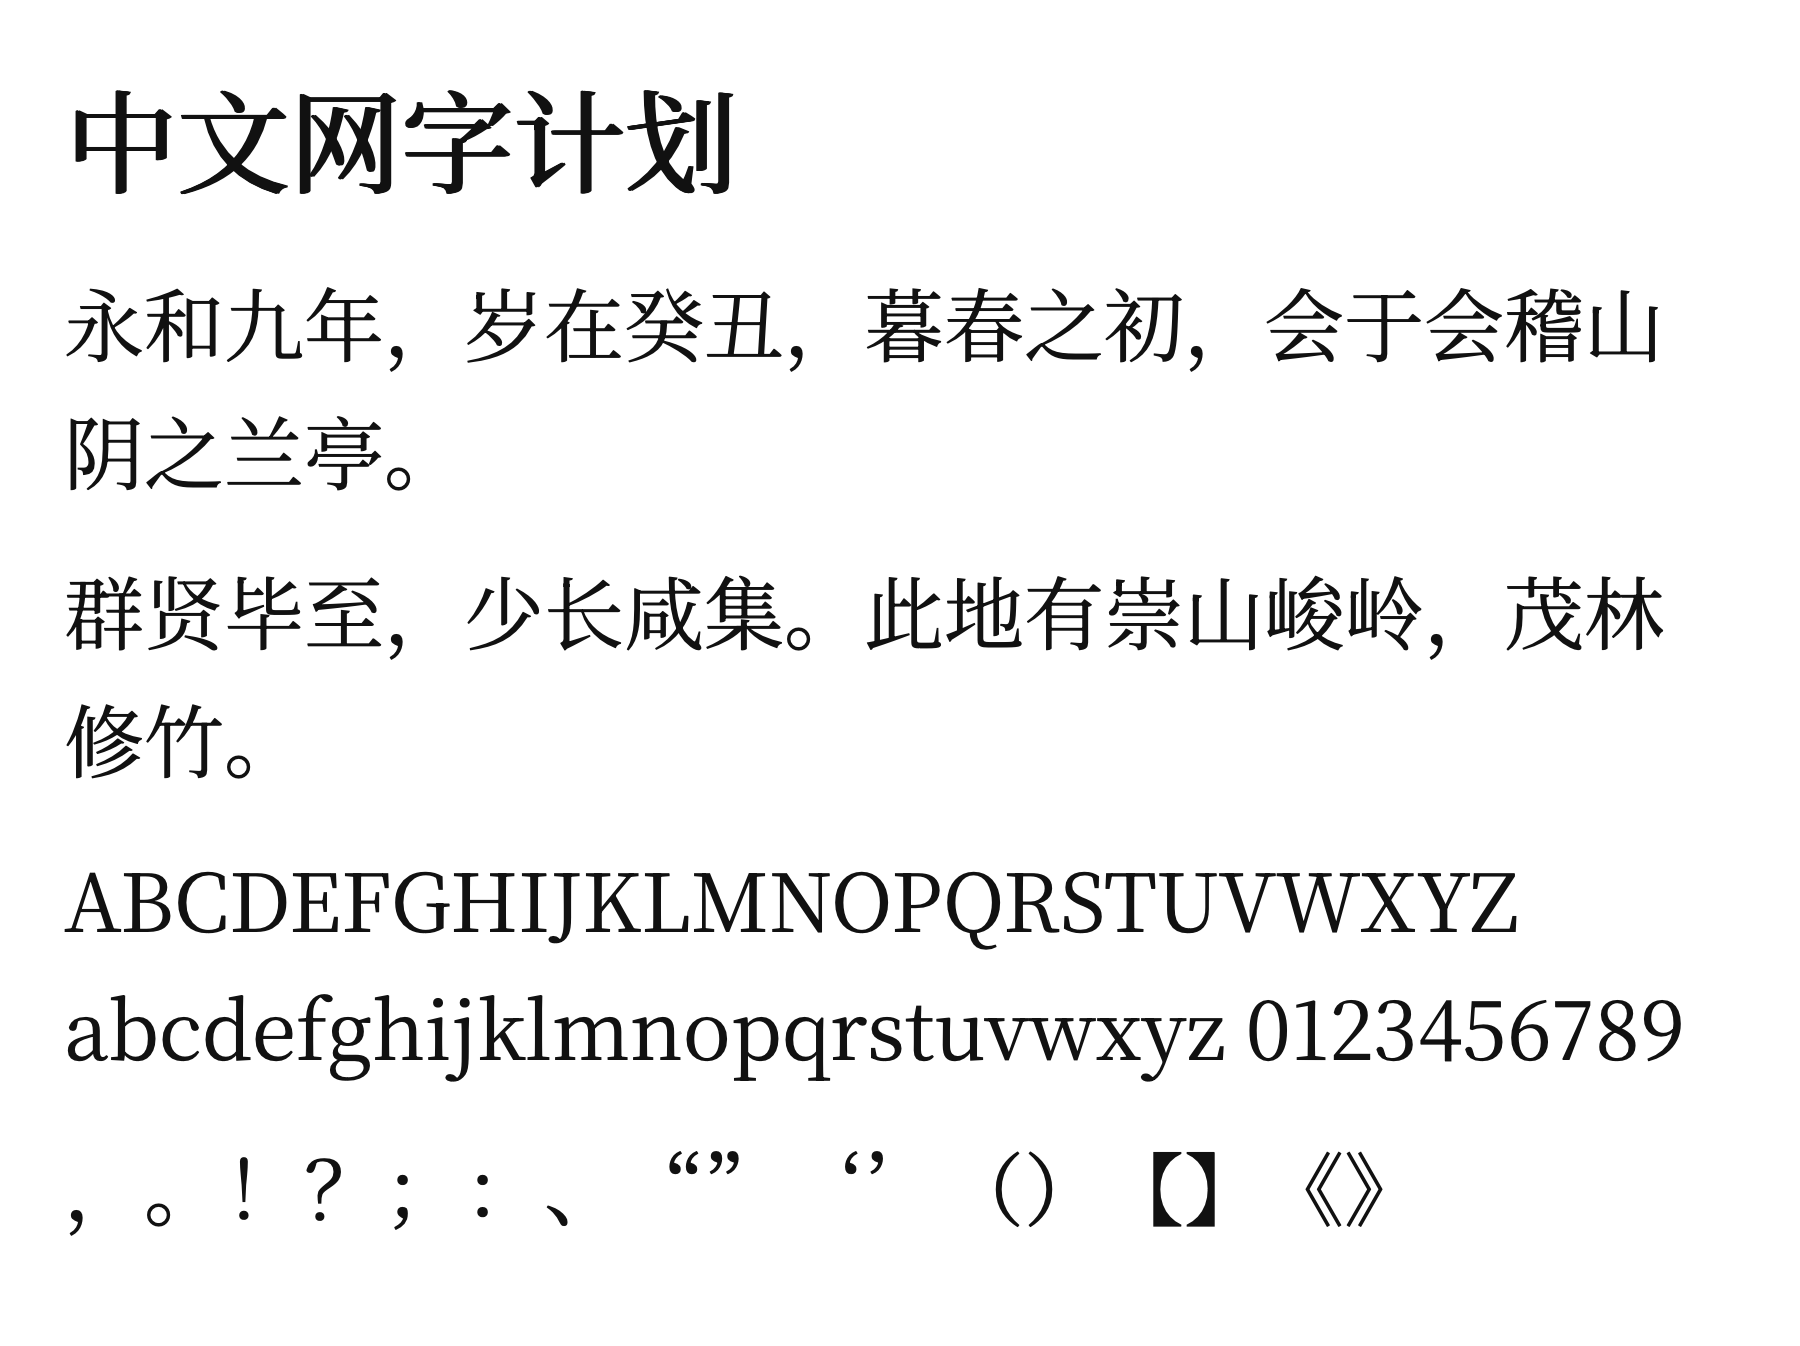 中文网字计划
永和九年，岁在癸丑，暮春之初，会于会稽山
阴之兰亭。
群贤毕至，少长咸集。此地有崇山峻岭，茂林
修竹。
ABCDEFGHIJKLMNOPQRSTUVWXYZ
abcdefghijklmnopqrstuvwxyz 0123456789
，。！？；：、“”‘’（）【】《》